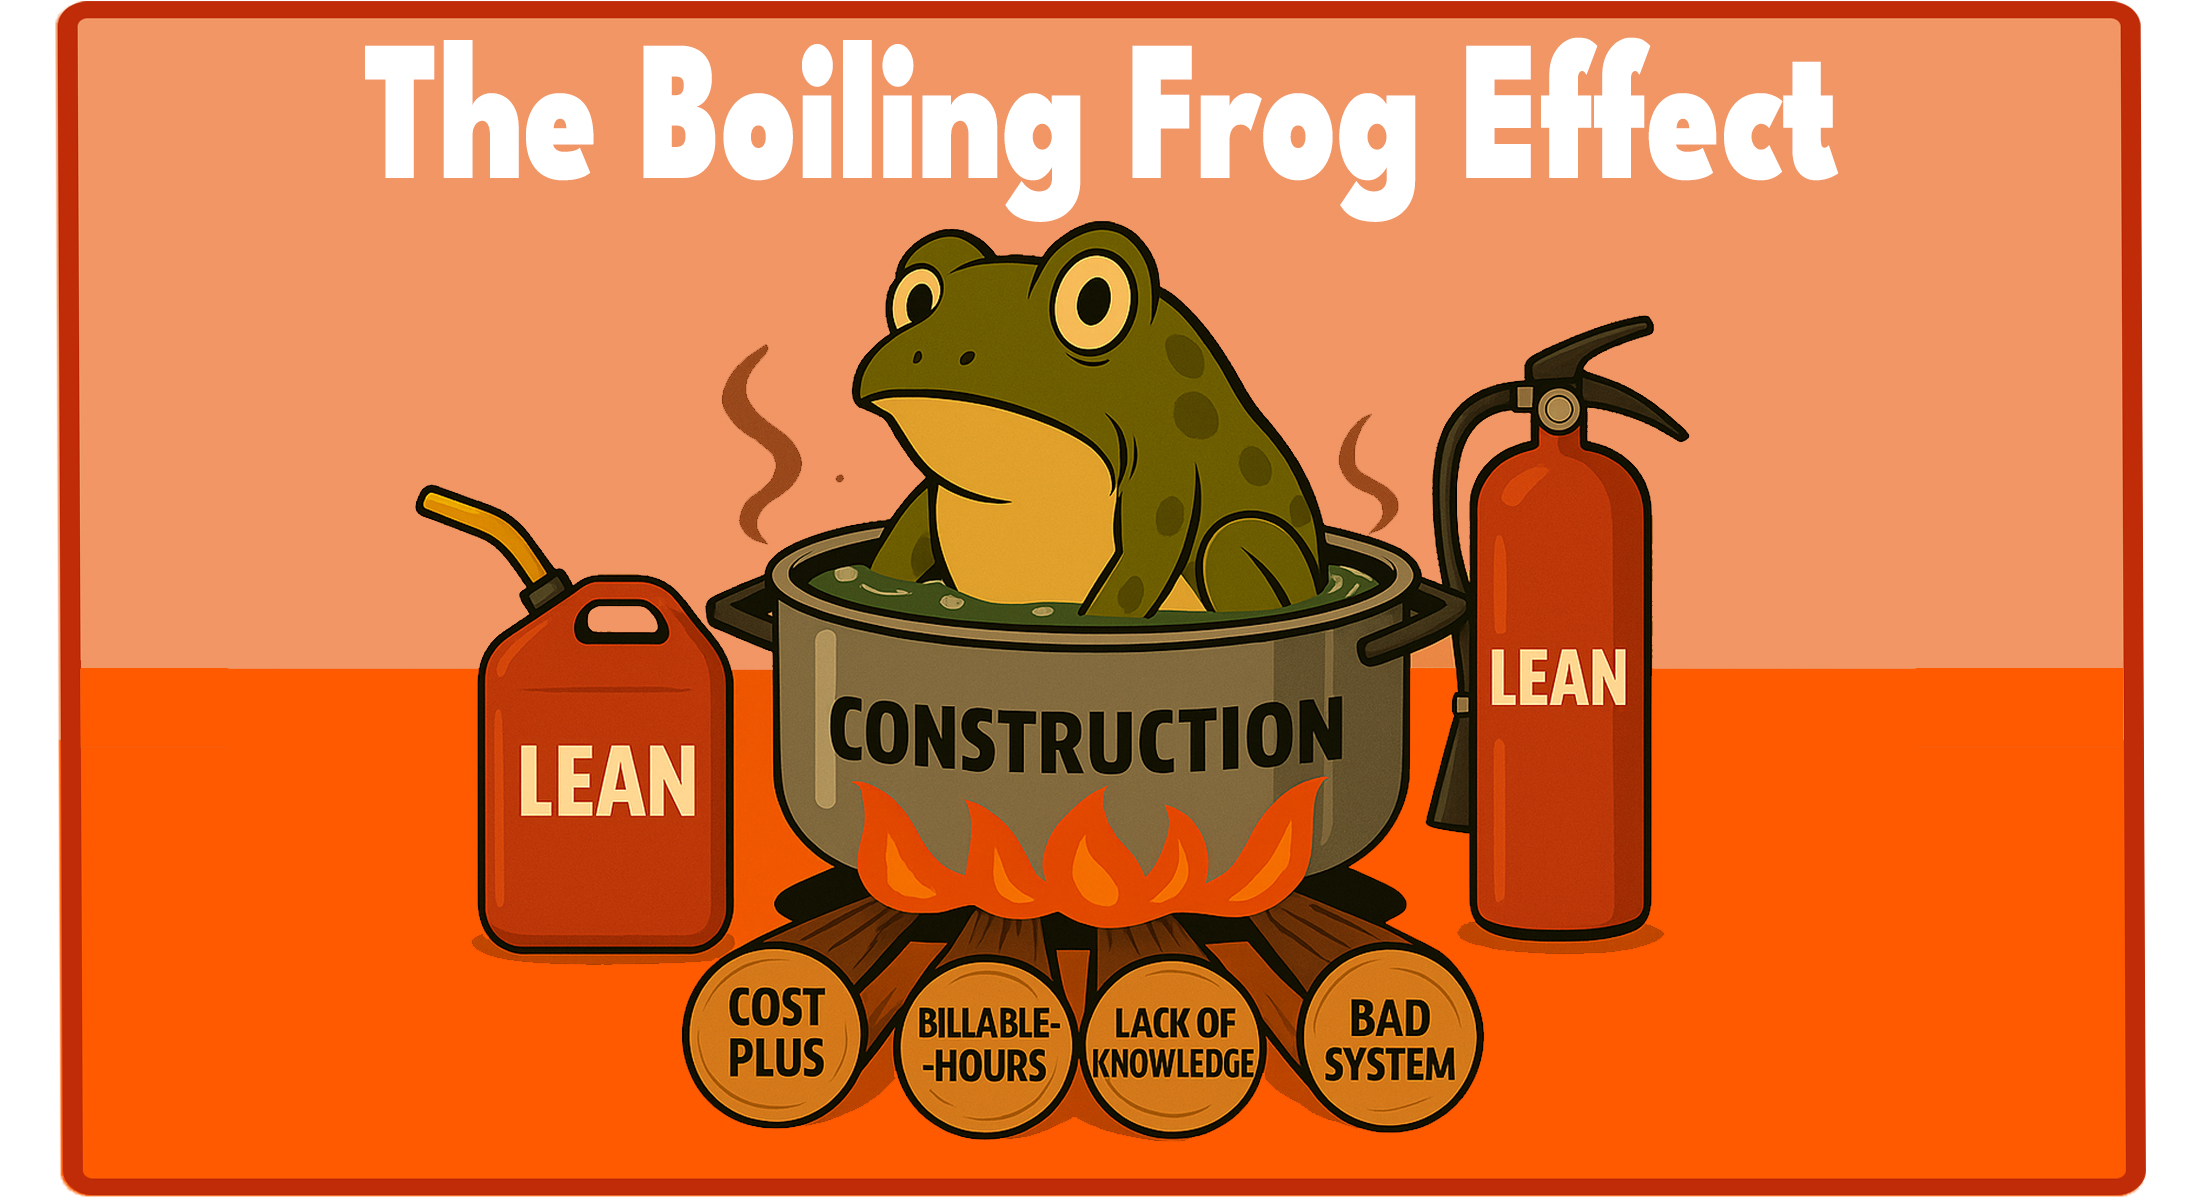 The Boiling Frog Effect
LEAN
LEAN
CONSTRUCTION
COST
PLUS
BILLABLE-
-HOURS
LACK OF
KNOWLEDGE
BAD
SYSTEM